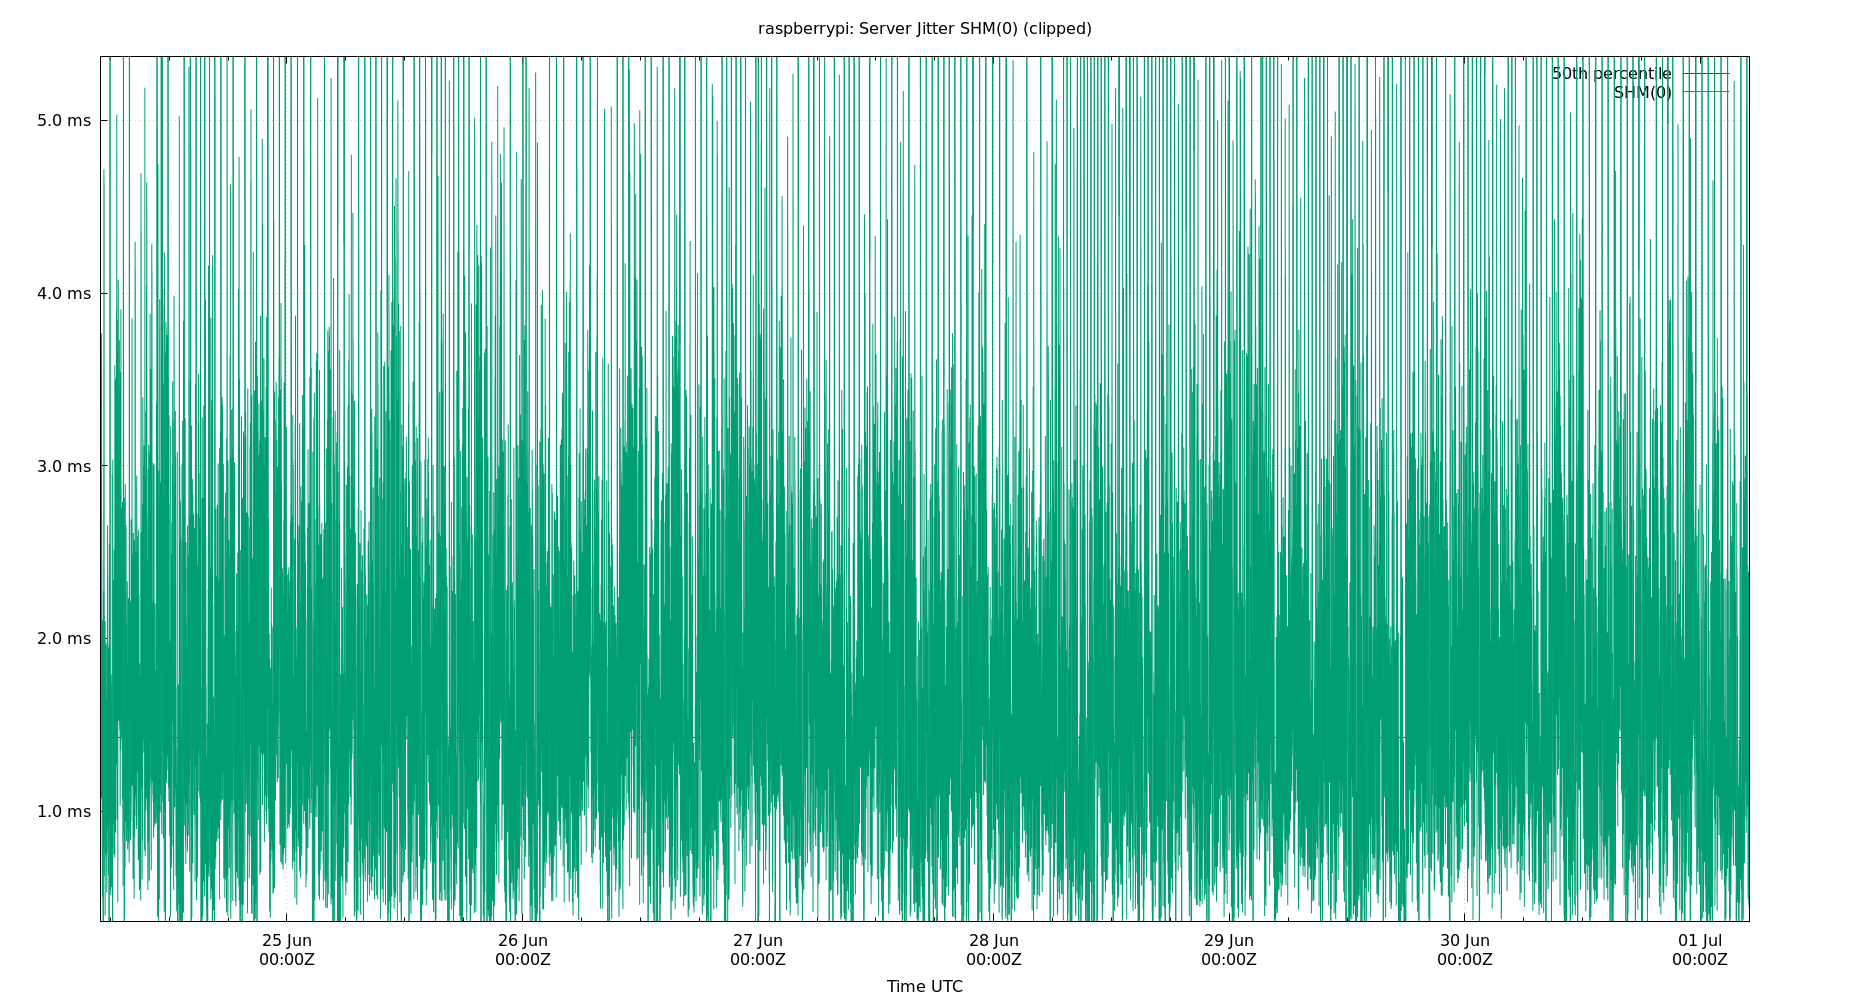 raspberrypi: Server Jitter SHM(0) (clipped)
50th percentile
SHM(0)
5.0 ms
4.0 ms
3.0 ms
2.0 ms
1.0 ms
25 Jun
00:00Z
26 Jun
00:00Z
27 Jun
00:00Z
28 Jun
00:00Z
29 Jun
00:00Z
30 Jun
00:00Z
01 Jul
00:00Z
Time UTC